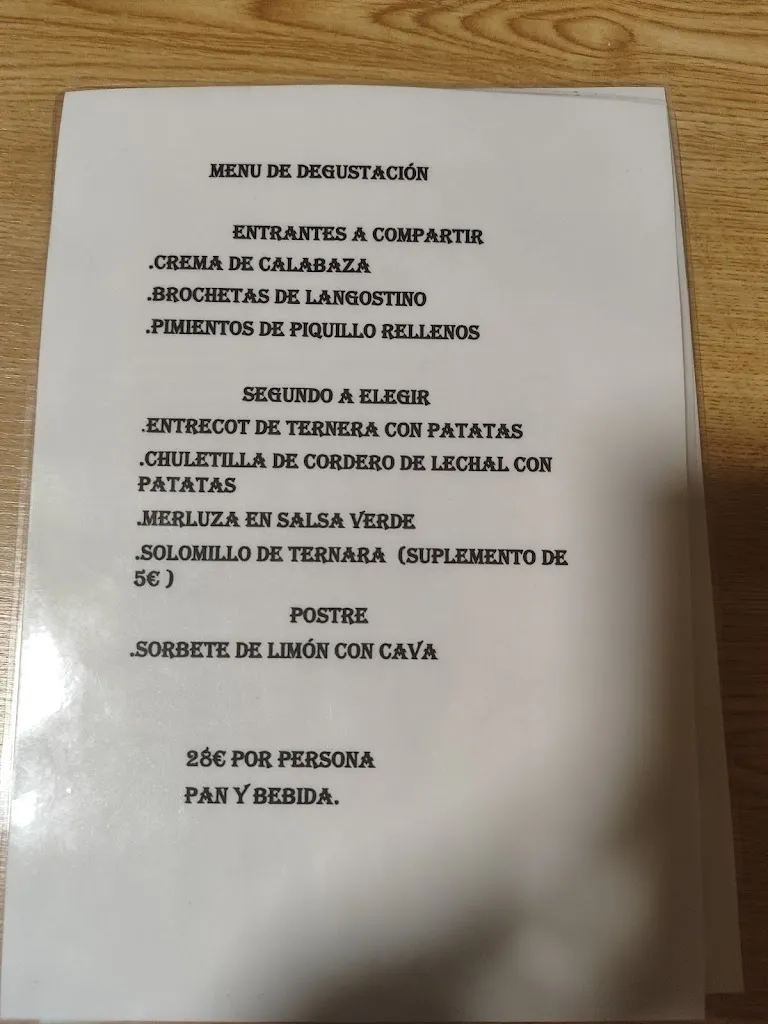 MENU DE DEGUSTACIÓN
ENTRANTES A COMPARTIR
.CREMA DE CALABAZA
.BROCHETAS DE LANGOSTINO
.PIMIENTOS DE PIQUILLO RELLENOS
SEGUNDO A ELEGIR
.ENTRECOT DE TERNERA CON PATATAS
.CHULETILLA DE CORDERO DE LECHAL CON
PATATAS
.MERLUZA EN SALSA VERDE
.SOLOMILLO DE TERNARA (SUPLEMENTO DE
5€ )
POSTRE
.SORBETE DE LIMÓN CON CAVA
28€ POR PERSONA
PAN Y BEBIDA.